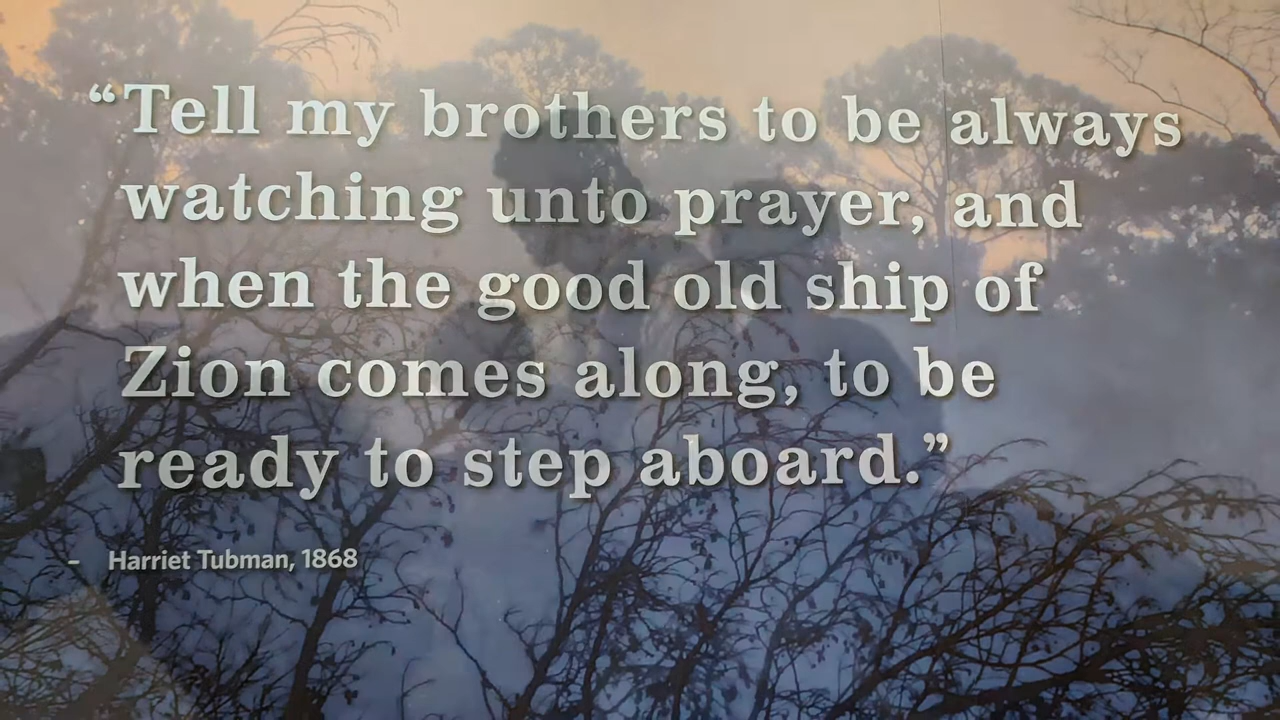 “Tell my brothers to be always
watching unto prayer, and
when the good old ship of
Zion comes along, to be
ready to step aboard.”
- Harriet Tubman, 1868